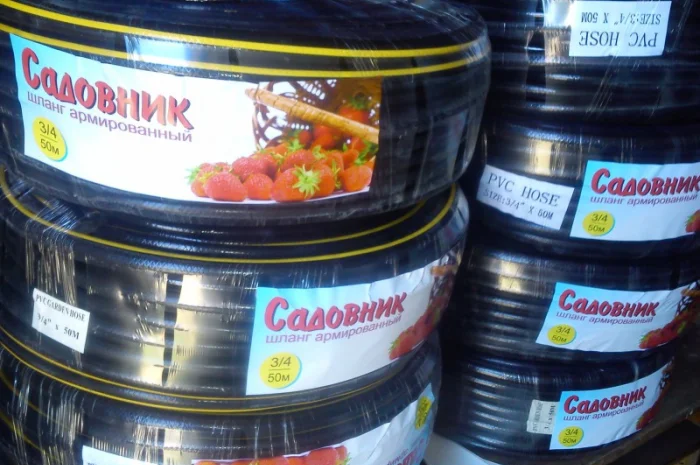 Садовник
шланг армированный
3/4
50м
PVC GARDEN HOSE
3/4" x 50M
Садовник
шланг армированный
3/4
50м
PVC HOSE
SIZE:3/4" X 50M
PVC HOSE
SIZE:3/4" X 50M
Садовник
шланг армированный
3/4
50м
Садовник
шланг армированный
3/4
50м
Садовник
шланг армированный
3/4
50м